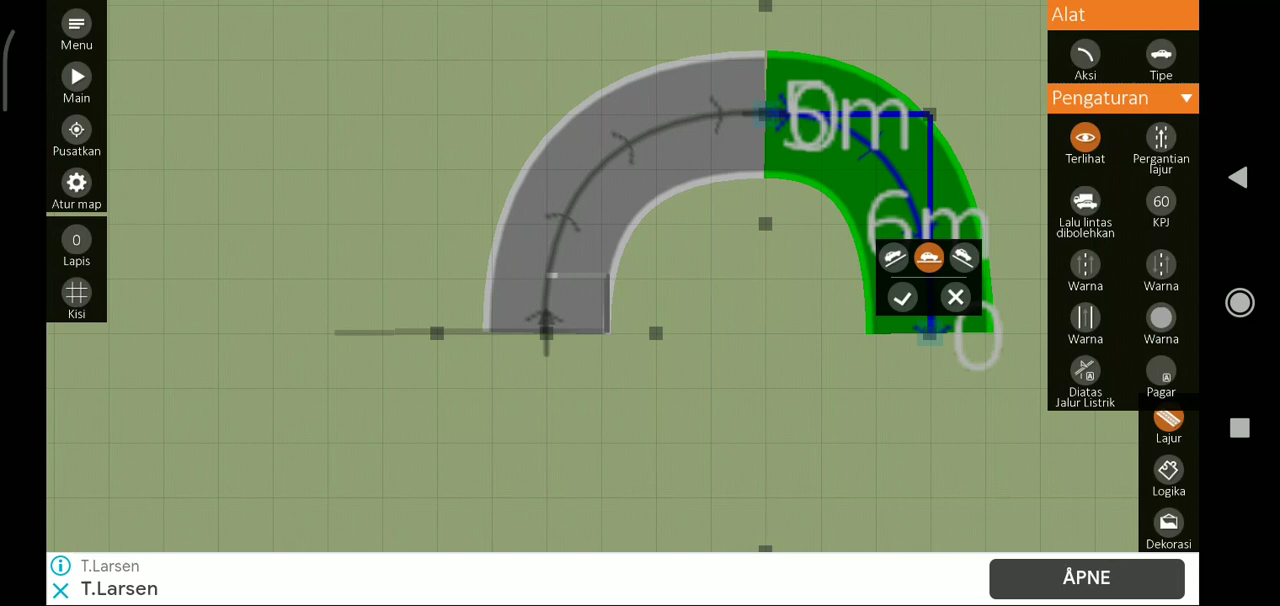 Menu
Main
Pusatkan
Atur map
0
Lapis
Kisi
6m
0
Alat
Aksi
Tipe
Pengaturan
Terlihat
Pergantian
lajur
Lalu lintas
dibolehkan
60
KPJ
Warna
Warna
Warna
Warna
A
Diatas
Jalur Listrik
A
Pagar
Lajur
Logika
Dekorasi
T.Larsen
T.Larsen
ÅPNE